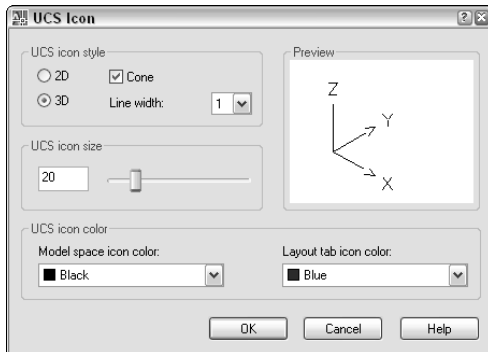 UCS Icon
UCS icon style
2D
Cone
3D
Line width:
1
Preview
Z
Y
X
UCS icon size
20
UCS icon color
Model space icon color:
Black
Layout tab icon color:
Blue
OK
Cancel
Help